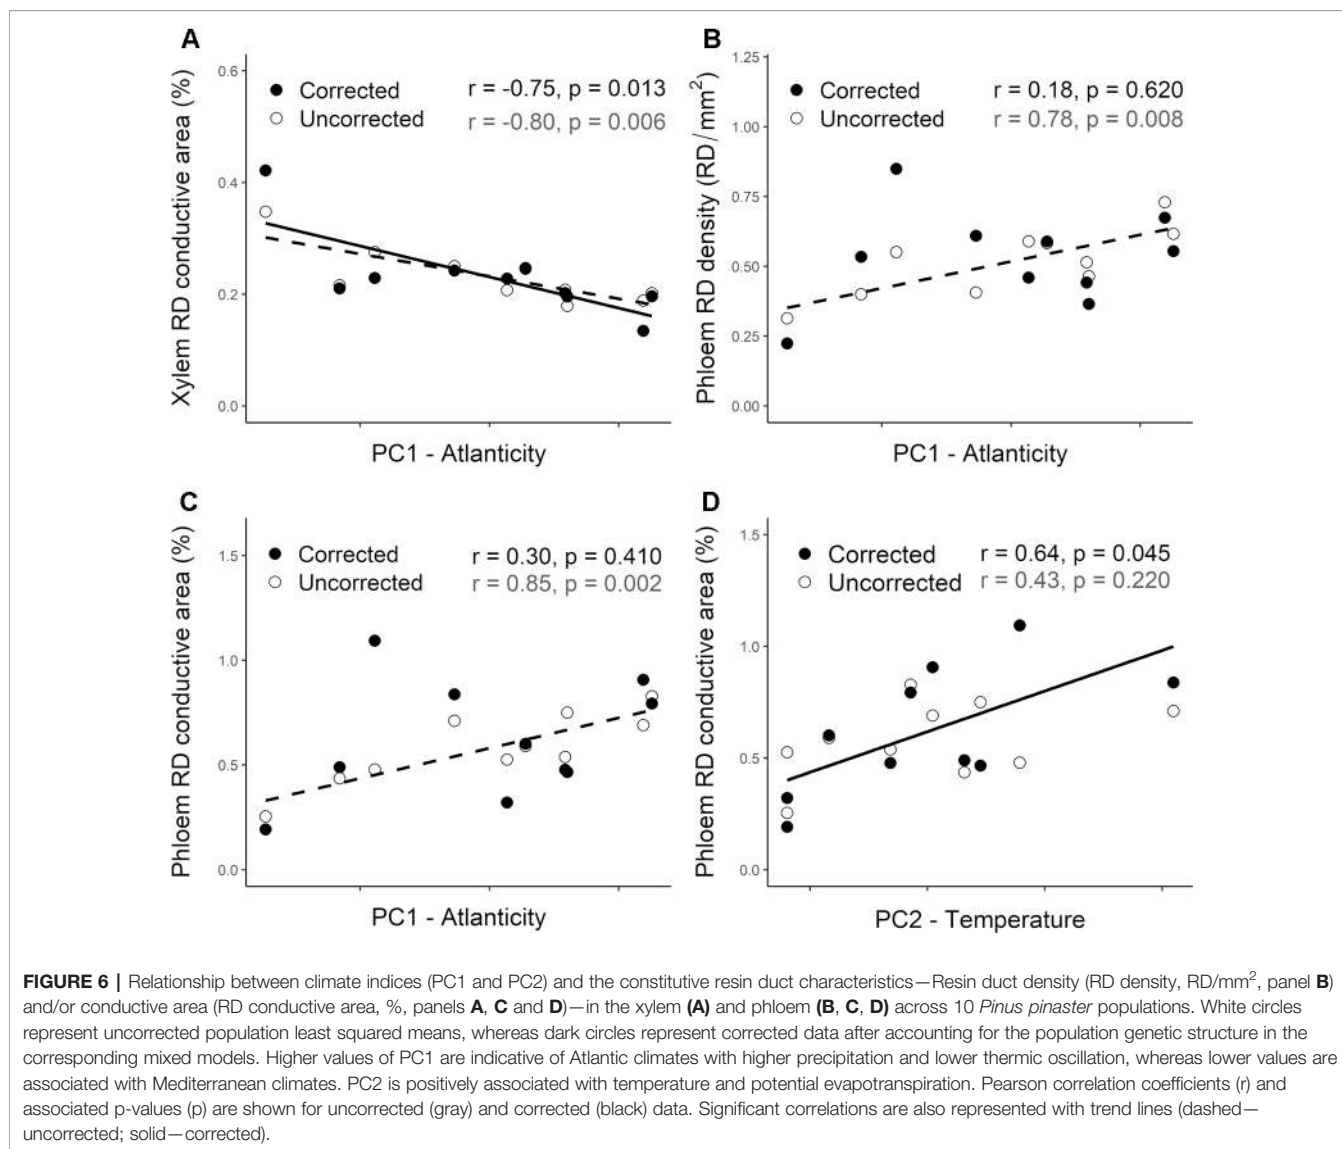 A
Xylem RD conductive area (%)
0.6
0.4
0.2
0.0
Corrected
Uncorrected
r = -0.75, p = 0.013
r = -0.80, p = 0.006
PC1 - Atlanticity
B
Phloem RD density (RD/mm²)
1.25
1.00
0.75
0.50
0.25
0.00
Corrected
Uncorrected
r = 0.18, p = 0.620
r = 0.78, p = 0.008
PC1 - Atlanticity
C
Phloem RD conductive area (%)
1.5
1.0
0.5
0.0
Corrected
Uncorrected
r = 0.30, p = 0.410
r = 0.85, p = 0.002
PC1 - Atlanticity
D
Phloem RD conductive area (%)
1.5
1.0
0.5
0.0
Corrected
Uncorrected
r = 0.64, p = 0.045
r = 0.43, p = 0.220
PC2 - Temperature
FIGURE 6 | Relationship between climate indices (PC1 and PC2) and the constitutive resin duct characteristics—Resin duct density (RD density, RD/mm², panel B)
and/or conductive area (RD conductive area, %, panels A, C and D)—in the xylem (A) and phloem (B, C, D) across 10 Pinus pinaster populations. White circles
represent uncorrected population least squared means, whereas dark circles represent corrected data after accounting for the population genetic structure in the
corresponding mixed models. Higher values of PC1 are indicative of Atlantic climates with higher precipitation and lower thermic oscillation, whereas lower values are
associated with Mediterranean climates. PC2 is positively associated with temperature and potential evapotranspiration. Pearson correlation coefficients (r) and
associated p-values (p) are shown for uncorrected (gray) and corrected (black) data. Significant correlations are also represented with trend lines (dashed—
uncorrected; solid—corrected).